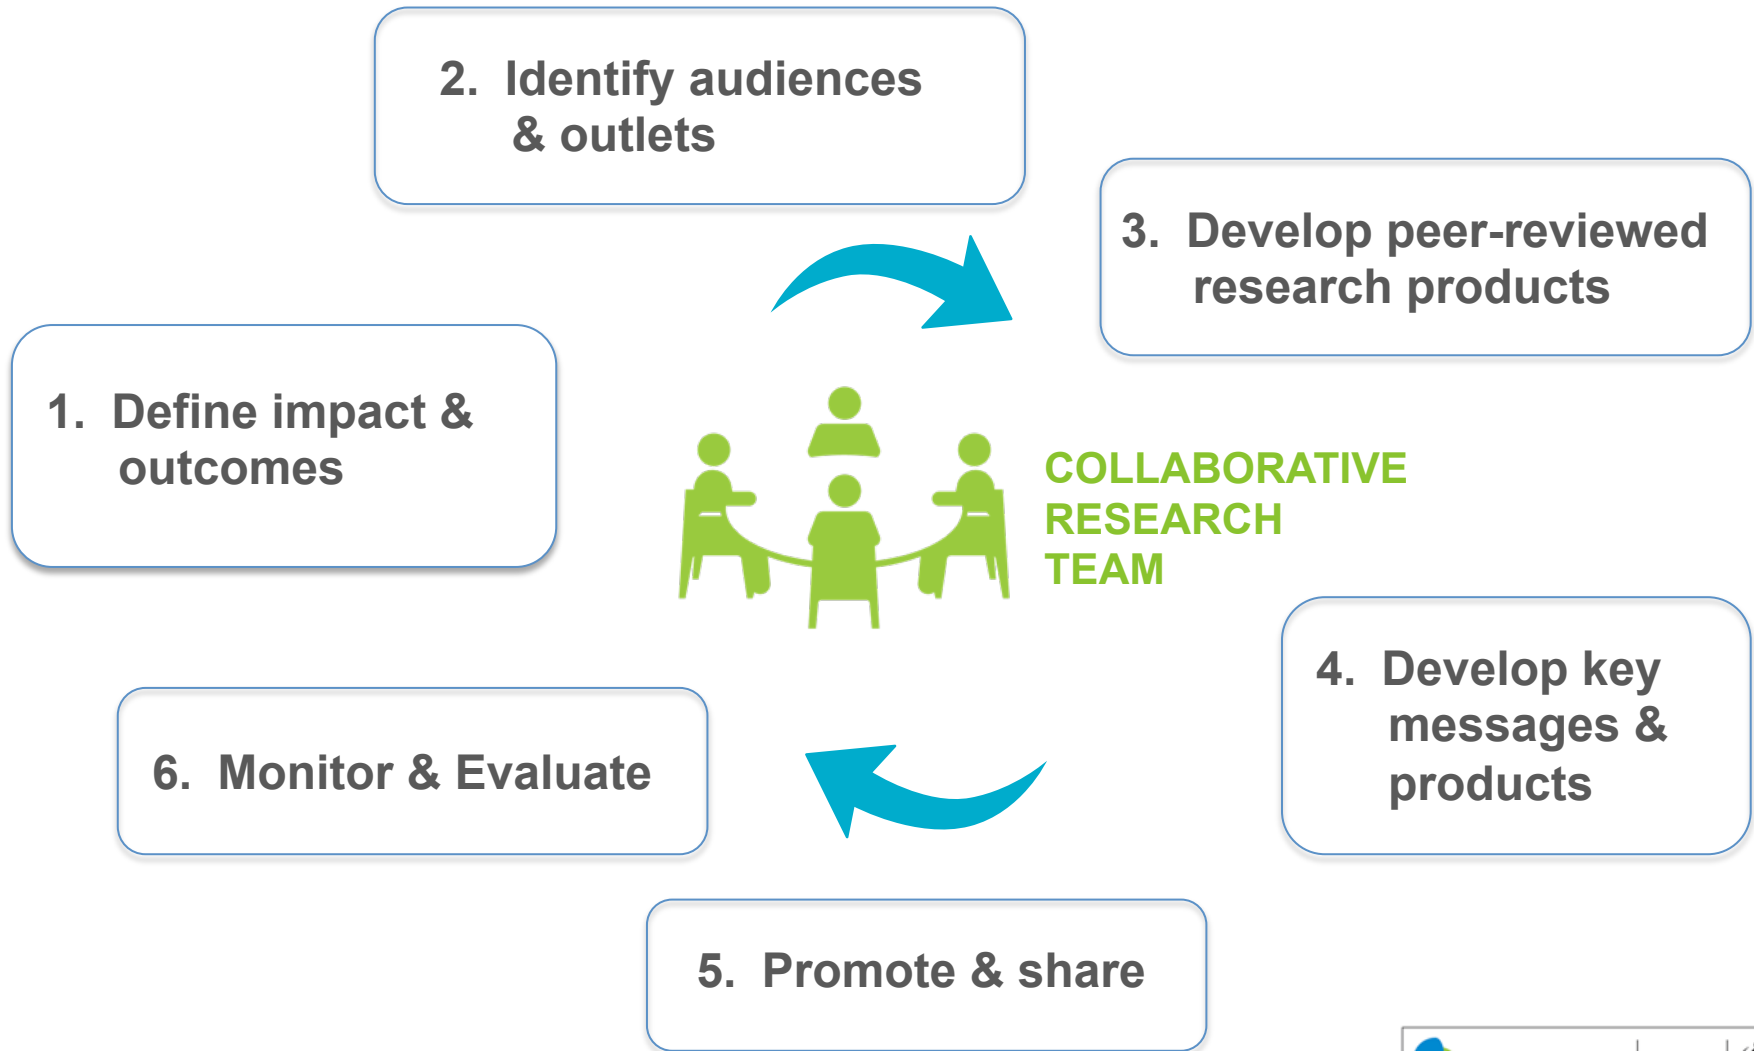 1. Define impact &
outcomes
2. Identify audiences
& outlets
3. Develop peer-reviewed
research products
COLLABORATIVE
RESEARCH
TEAM
4. Develop key
messages &
products
5. Promote & share
6. Monitor & Evaluate